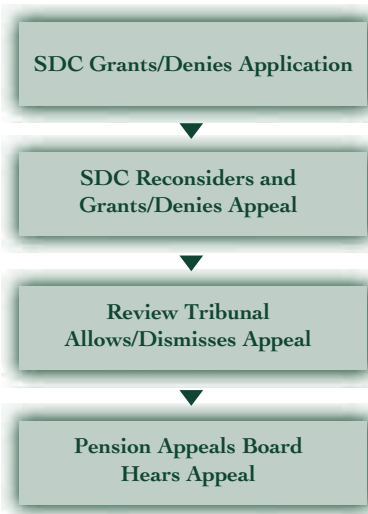 SDC Grants/Denies Application
SDC Reconsiders and
Grants/Denies Appeal
Review Tribunal
Allows/Dismisses Appeal
Pension Appeals Board
Hears Appeal